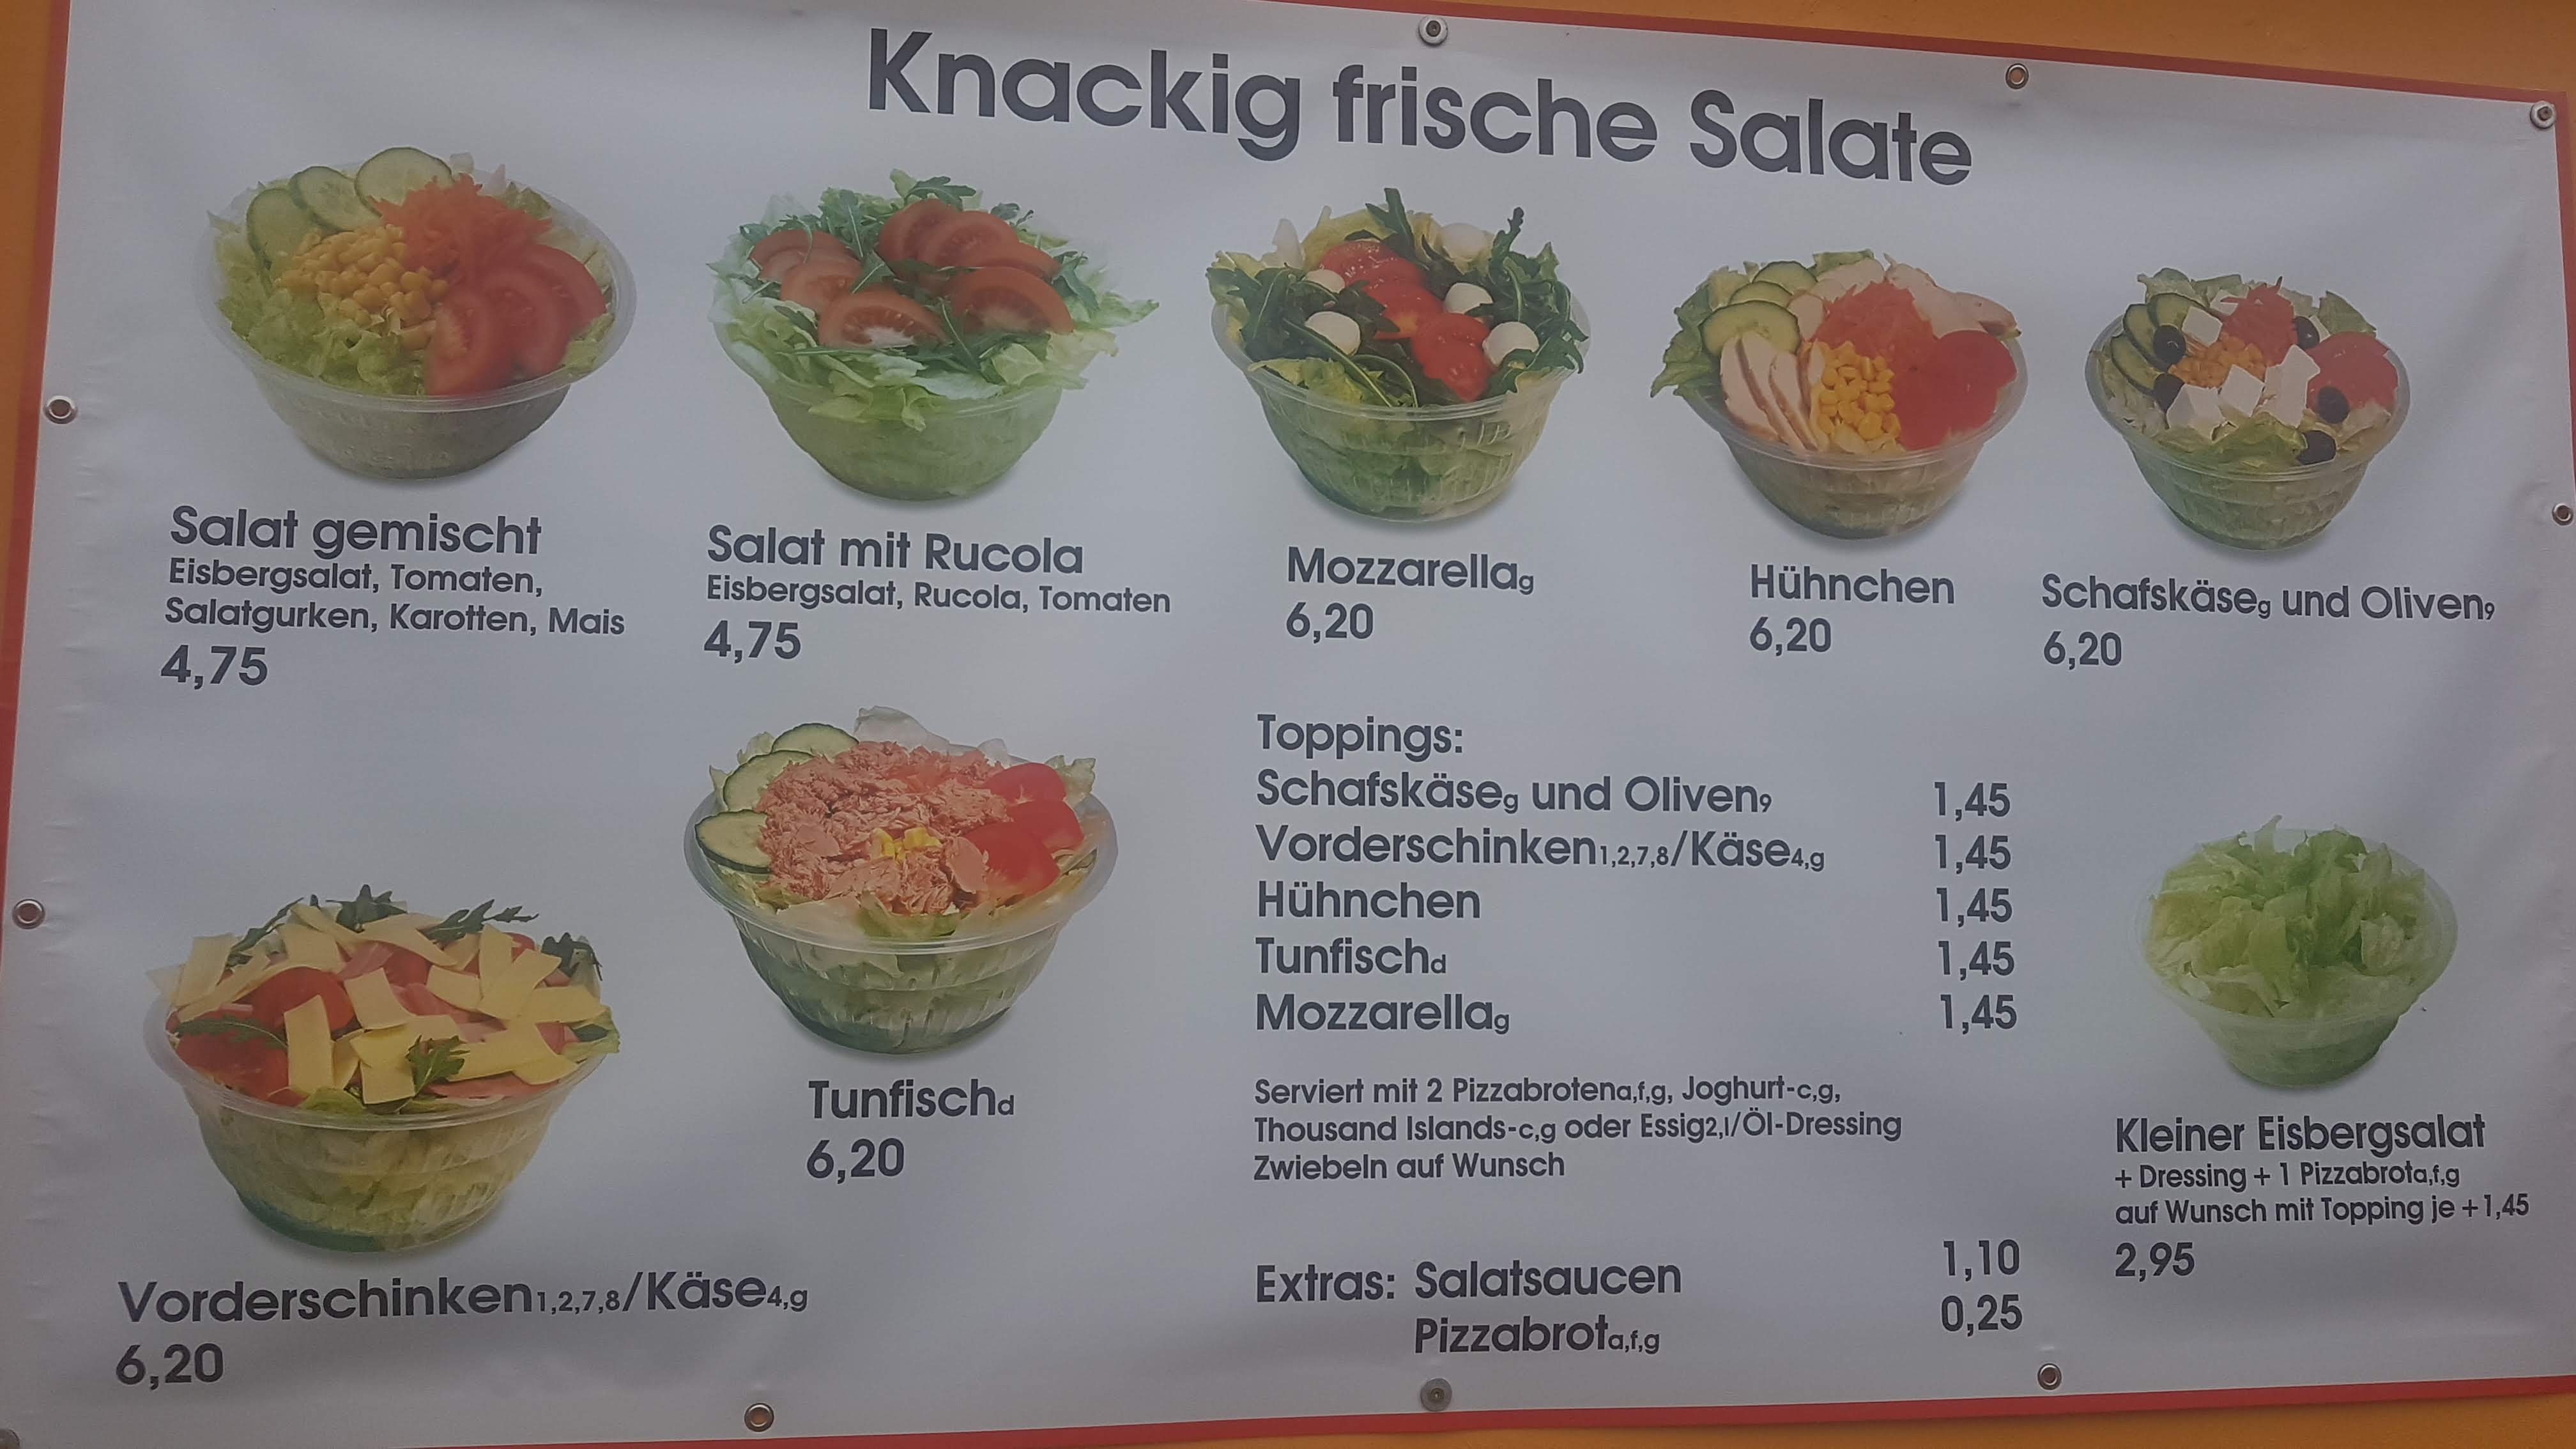 Knackig frische Salate
Salat gemischt
Eisbergsalat, Tomaten,
Salatgurken, Karotten, Mais
4,75
Salat mit Rucola
Eisbergsalat, Rucola, Tomaten
4,75
Mozzarellag
6,20
Hühnchen
6,20
Schafskäseg und Oliven9
6,20
Vorderschinken1,2,7,8/Käse4,g
6,20
Tunfischd
6,20
Toppings:
Schafskäseg und Oliven9 1,45
Vorderschinken1,2,7,8/Käse4,g 1,45
Hühnchen 1,45
Tunfischd 1,45
Mozzarellag 1,45
Serviert mit 2 Pizzabrotena,f,g, Joghurt-c,g,
Thousand Islands-c,g oder Essig2,l/Öl-Dressing
Zwiebeln auf Wunsch
Extras: Salatsaucen 1,10
Pizzabrota,f,g 0,25
Kleiner Eisbergsalat
+ Dressing + 1 Pizzabrota,f,g
auf Wunsch mit Topping je +1,45
2,95